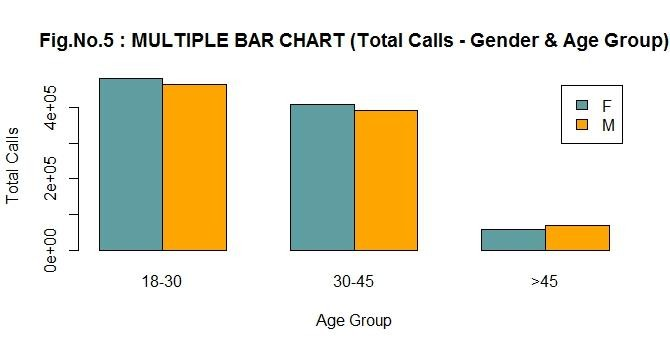 Fig.No.5 : MULTIPLE BAR CHART (Total Calls - Gender & Age Group)
Total Calls
4e+05
2e+05
0e+00
F
M
18-30
30-45
>45
Age Group